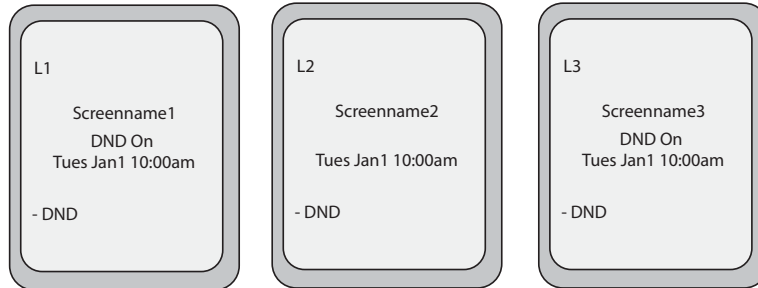 L1
Screenname1
DND On
Tues Jan1 10:00am
- DND
L2
Screenname2
Tues Jan1 10:00am
- DND
L3
Screenname3
DND On
Tues Jan1 10:00am
- DND